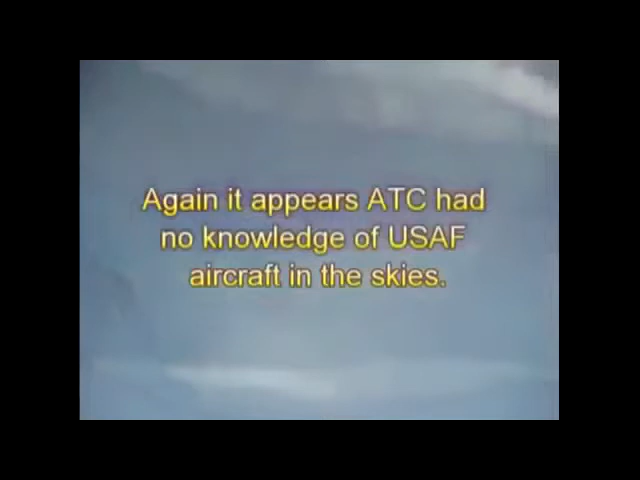 Again it appears ATC had
no knowledge of USAF
aircraft in the skies.